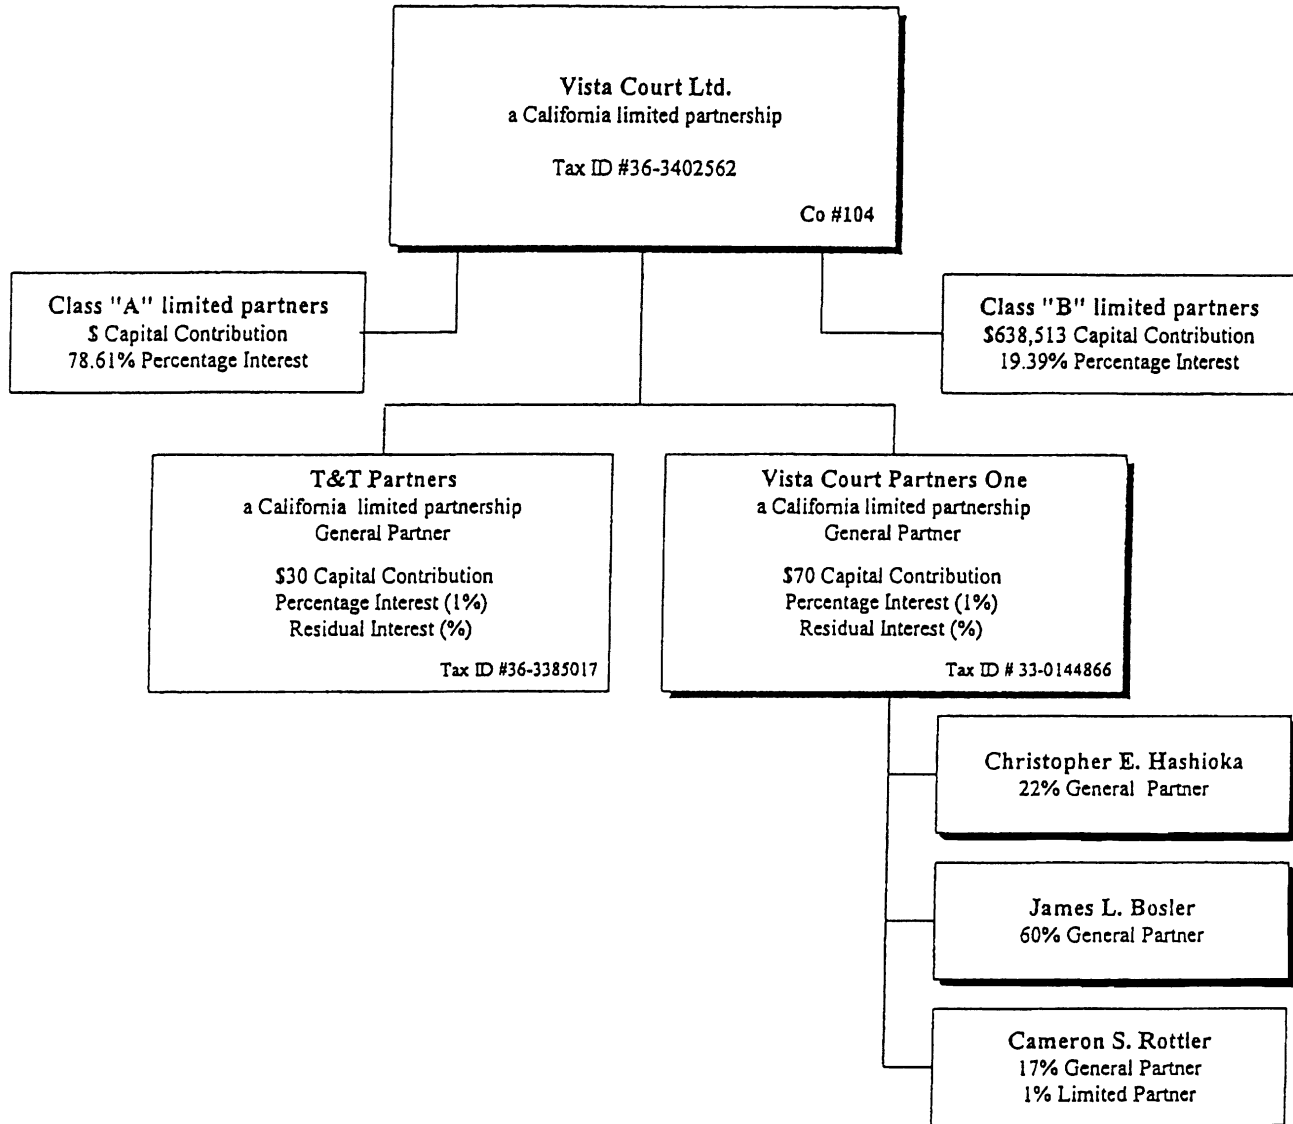 Vista Court Ltd.
a California limited partnership
Tax ID #36-3402562
Co #104
Class "A" limited partners
$ Capital Contribution
78.61% Percentage Interest
Class "B" limited partners
$638,513 Capital Contribution
19.39% Percentage Interest
T&T Partners
a California limited partnership
General Partner
$30 Capital Contribution
Percentage Interest (1%)
Residual Interest (%)
Tax ID #36-3385017
Vista Court Partners One
a California limited partnership
General Partner
$70 Capital Contribution
Percentage Interest (1%)
Residual Interest (%)
Tax ID # 33-0144866
Christopher E. Hashioka
22% General Partner
James L. Bosler
60% General Partner
Cameron S. Rottler
17% General Partner
1% Limited Partner